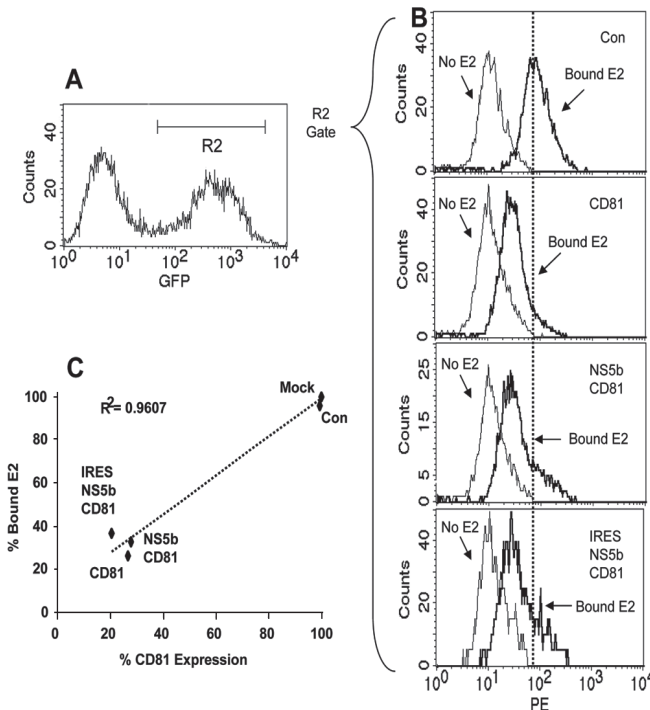 A
R2
Counts
0
20
40
10^0
10^1
10^2
10^3
10^4
GFP
R2
Gate
B
Con
No E2
Bound E2
Counts
0
20
40
CD81
No E2
Bound E2
Counts
0
20
40
NS5b
CD81
No E2
Bound E2
Counts
0
5
15
25
IRES
NS5b
CD81
No E2
Bound E2
Counts
0
20
40
10^0
10^1
10^2
10^3
10^4
PE
C
R^2 = 0.9607
Mock
Con
IRES
NS5b
CD81
NS5b
CD81
CD81
% Bound E2
100
80
60
40
20
0
0
20
40
60
80
100
% CD81 Expression